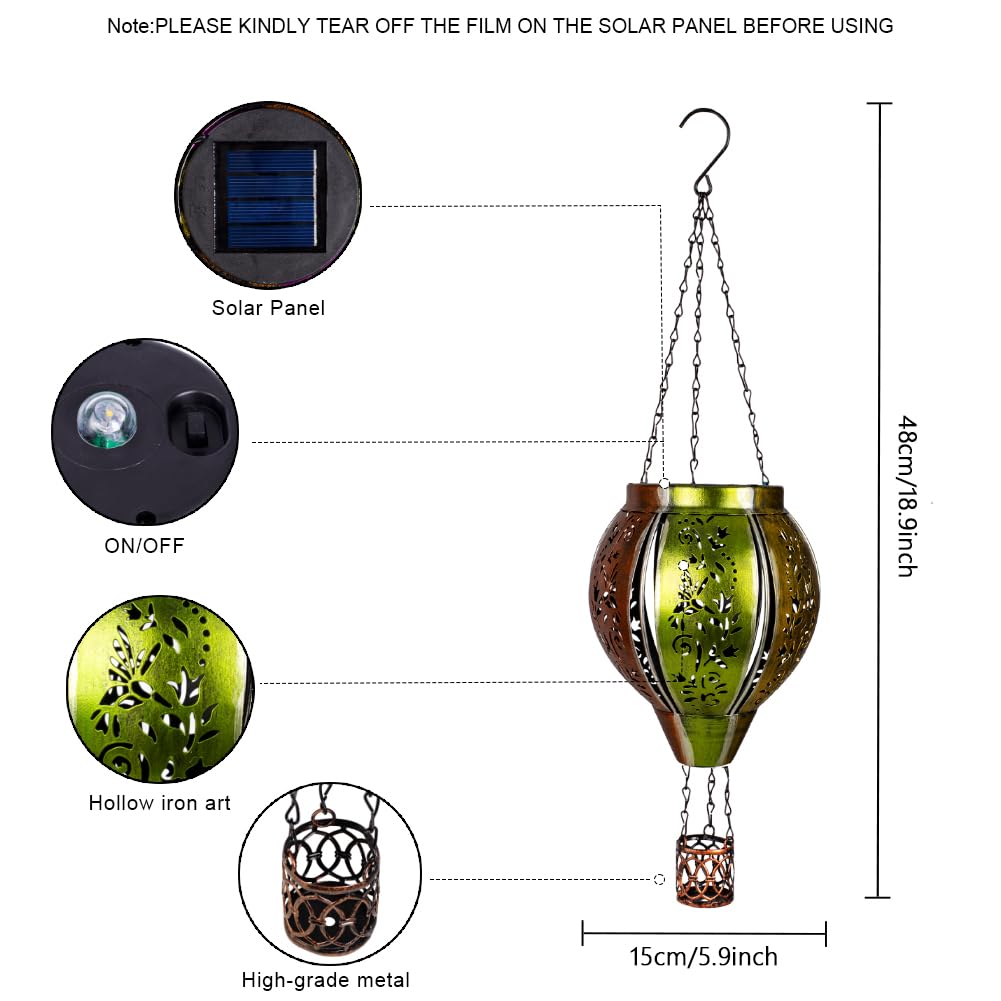 Note:PLEASE KINDLY TEAR OFF THE FILM ON THE SOLAR PANEL BEFORE USING
Solar Panel
ON/OFF
Hollow iron art
High-grade metal
48cm/18.9inch
15cm/5.9inch